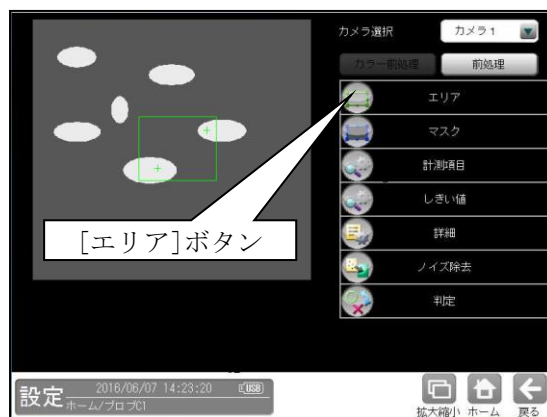 カメラ選択
カメラ1
カラー前処理
前処理
エリア
マスク
計測項目
しきい値
詳細
ノイズ除去
判定
[エリア]ボタン
設定
2016/06/07 14:23:20
USB
ホーム/ブロブC1
拡大縮小
ホーム
戻る